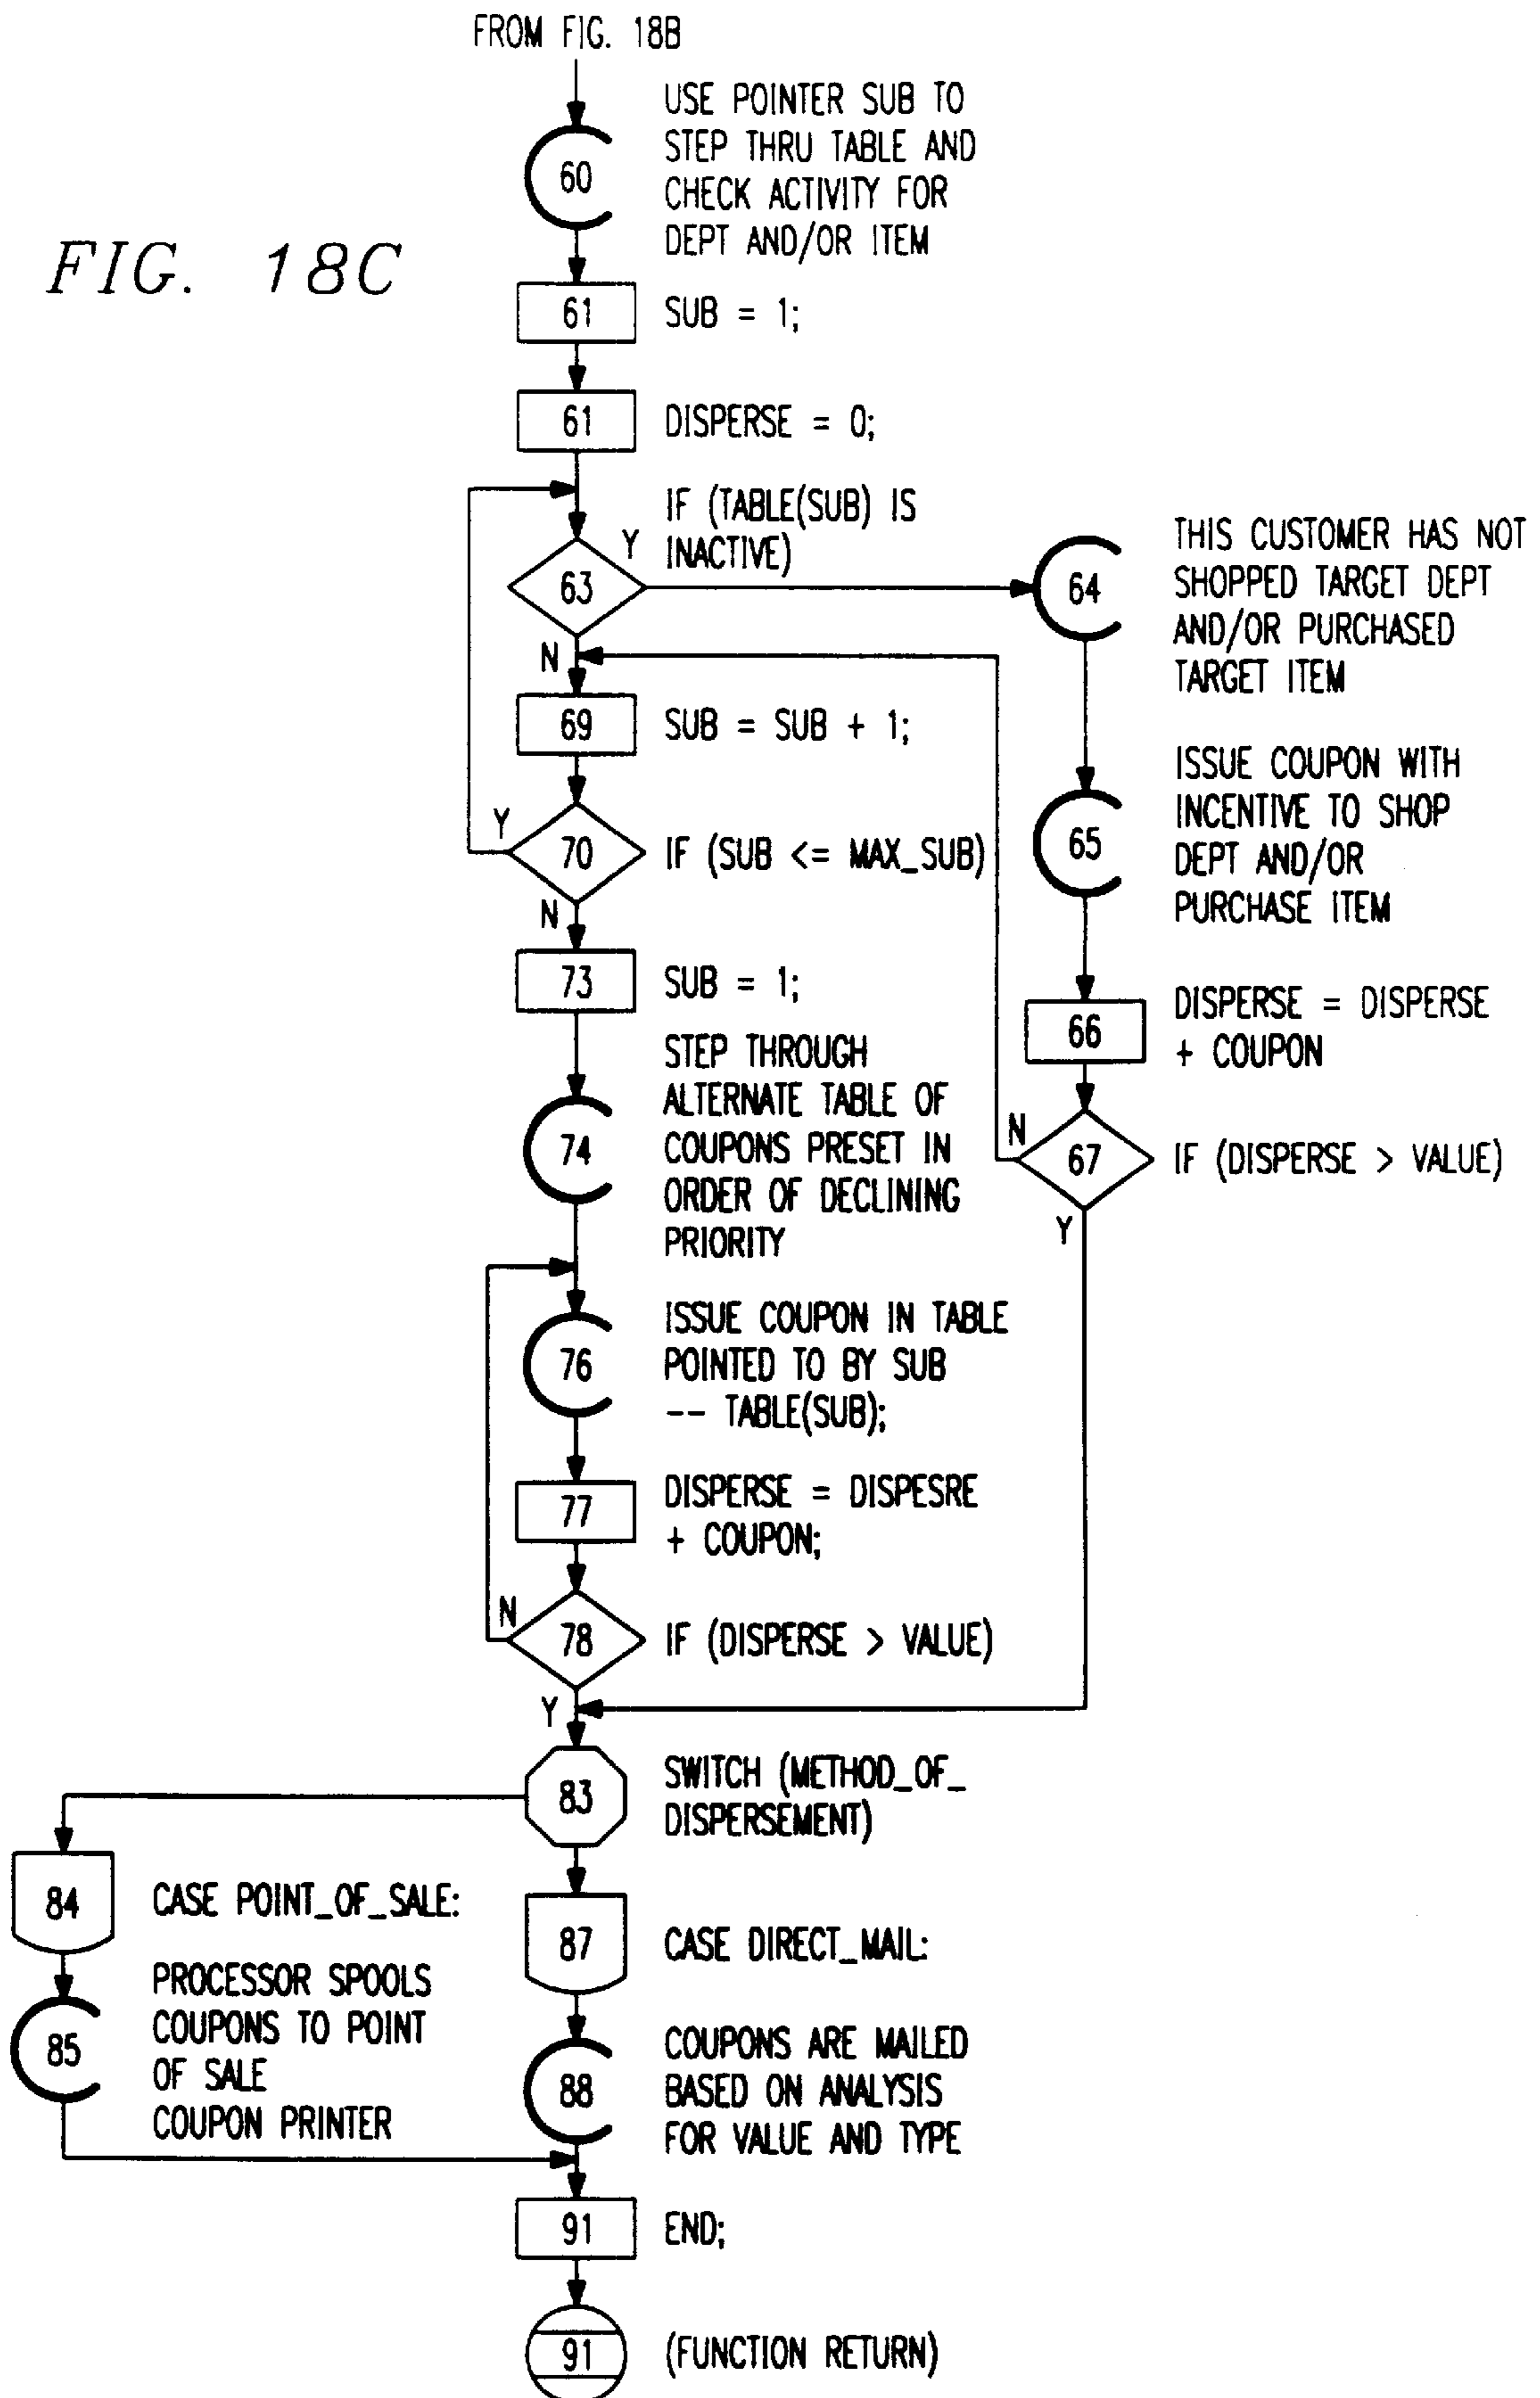 FROM FIG. 18B
USE POINTER SUB TO
STEP THRU TABLE AND
CHECK ACTIVITY FOR
DEPT AND/OR ITEM
60
FIG. 18C
61
SUB = 1;
61
DISPERSE = 0;
IF (TABLE(SUB) IS
INACTIVE)
Y
63
N
64
THIS CUSTOMER HAS NOT
SHOPPED TARGET DEPT
AND/OR PURCHASED
TARGET ITEM
69
SUB = SUB + 1;
Y
70
IF (SUB <= MAX_SUB)
N
65
ISSUE COUPON WITH
INCENTIVE TO SHOP
DEPT AND/OR
PURCHASE ITEM
73
SUB = 1;
66
DISPERSE = DISPERSE
+ COUPON
74
STEP THROUGH
ALTERNATE TABLE OF
COUPONS PRESET IN
ORDER OF DECLINING
PRIORITY
N
67
IF (DISPERSE > VALUE)
Y
76
ISSUE COUPON IN TABLE
POINTED TO BY SUB
-- TABLE(SUB);
77
DISPERSE = DISPESRE
+ COUPON;
N
78
IF (DISPERSE > VALUE)
Y
83
SWITCH (METHOD_OF_
DISPERSEMENT)
84
CASE POINT_OF_SALE:
87
CASE DIRECT_MAIL:
85
PROCESSOR SPOOLS
COUPONS TO POINT
OF SALE
COUPON PRINTER
88
COUPONS ARE MAILED
BASED ON ANALYSIS
FOR VALUE AND TYPE
91
END;
91
(FUNCTION RETURN)